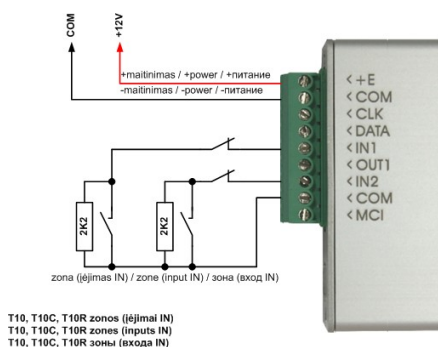 COM
+12V
+maitinimas / +power / +питание
-maitinimas / -power / -питание
<+E
<COM
<CLK
<DATA
<IN1
<OUT1
<IN2
<COM
<MCI
2K2
2K2
zona (įėjimas IN) / zone (input IN) / зона (вход IN)
T10, T10C, T10R zonos (įėjimai IN)
T10, T10C, T10R zones (inputs IN)
T10, T10C, T10R зоны (входа IN)